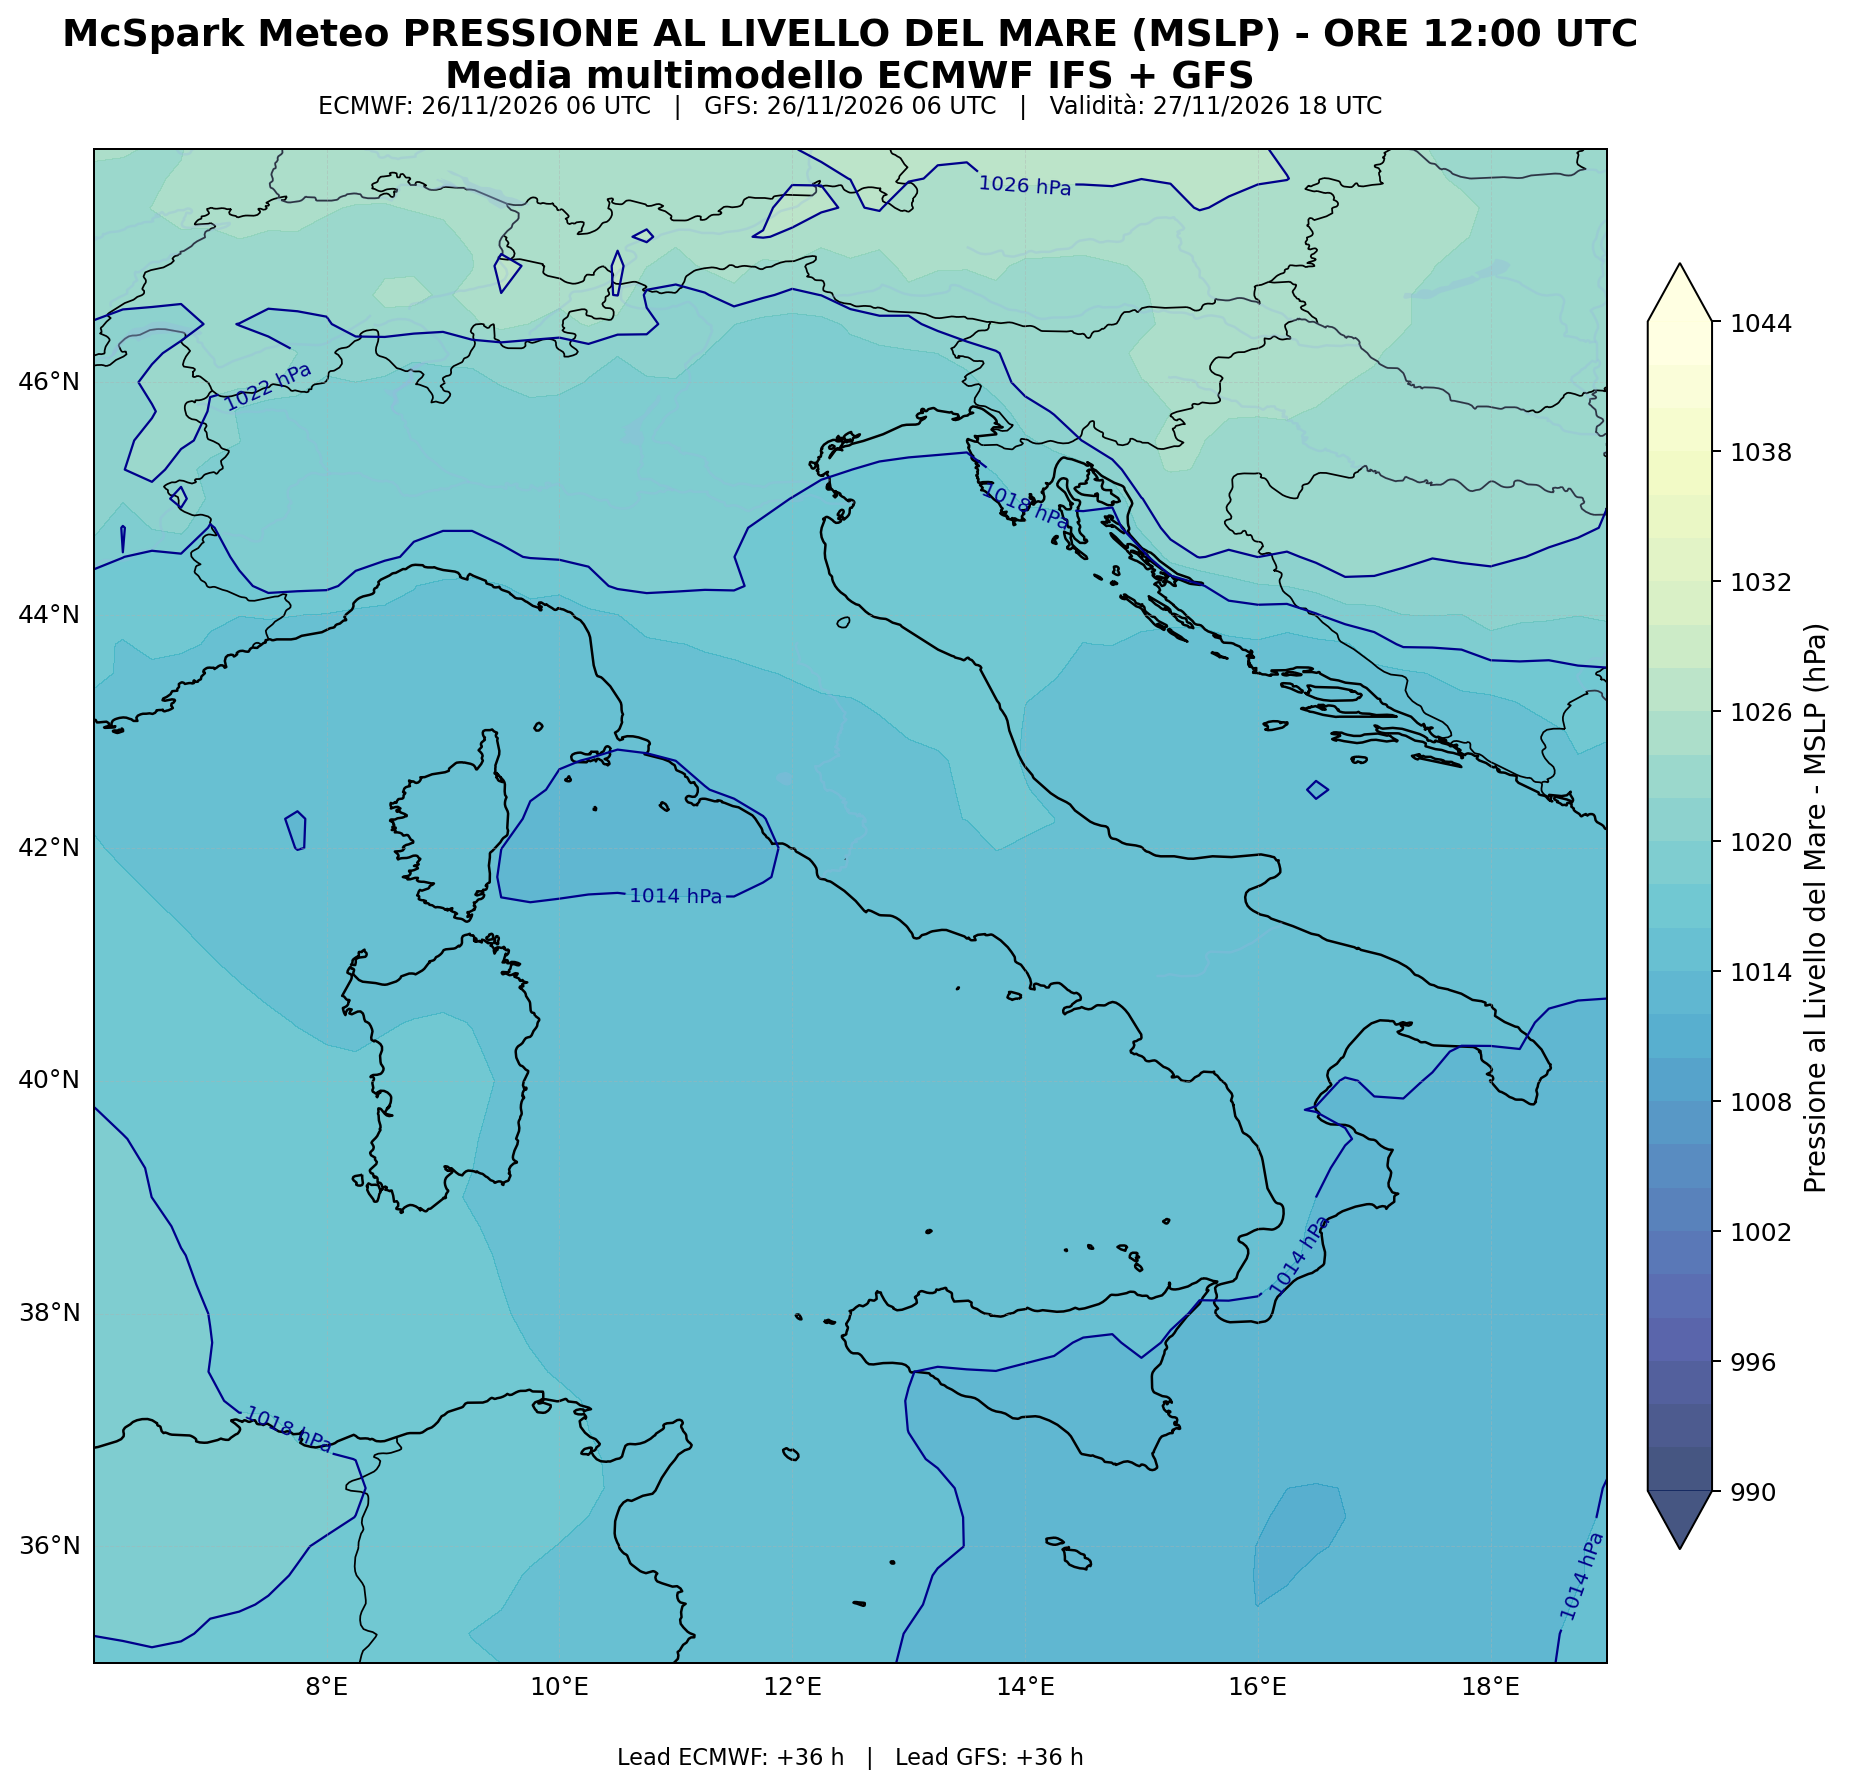 McSpark Meteo PRESSIONE AL LIVELLO DEL MARE (MSLP) - ORE 12:00 UTC
Media multimodello ECMWF IFS + GFS
ECMWF: 26/11/2026 06 UTC | GFS: 26/11/2026 06 UTC | Validità: 27/11/2026 18 UTC
1026 hPa
1022 hPa
1018 hPa
1014 hPa
1014 hPa
1018 hPa
1014 hPa
46°N
44°N
42°N
40°N
38°N
36°N
8°E
10°E
12°E
14°E
16°E
18°E
1044
1038
1032
1026
1020
1014
1008
1002
996
990
Pressione al Livello del Mare - MSLP (hPa)
Lead ECMWF: +36 h | Lead GFS: +36 h